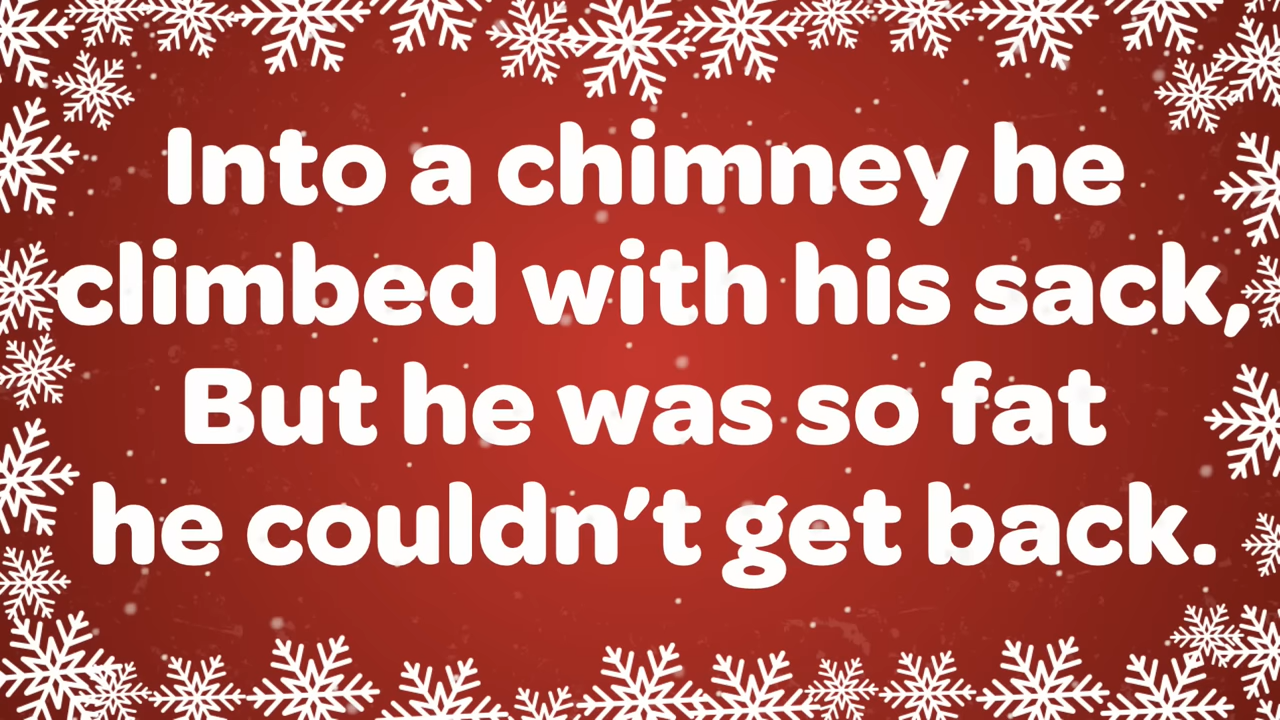 Into a chimney he
climbed with his sack,
But he was so fat
he couldn’t get back.